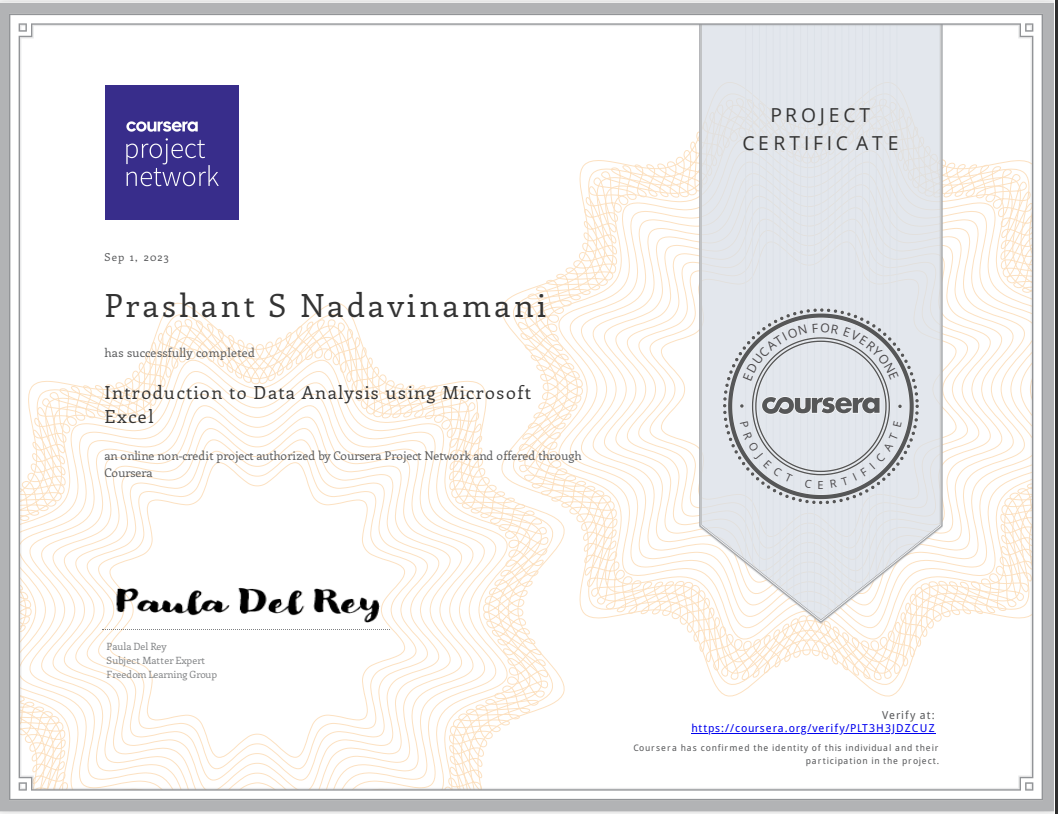 coursera
project
network
Sep 1, 2023
Prashant S Nadavinamani
has successfully completed
Introduction to Data Analysis using Microsoft
Excel
an online non-credit project authorized by Coursera Project Network and offered through
Coursera
Paula Del Rey
Paula Del Rey
Subject Matter Expert
Freedom Learning Group
PROJECT
CERTIFICATE
EDUCATION FOR EVERYONE
coursera
PROJECT CERTIFICATE
Verify at:
https://coursera.org/verify/PLT3H3JDZCUZ
Coursera has confirmed the identity of this individual and their
participation in the project.